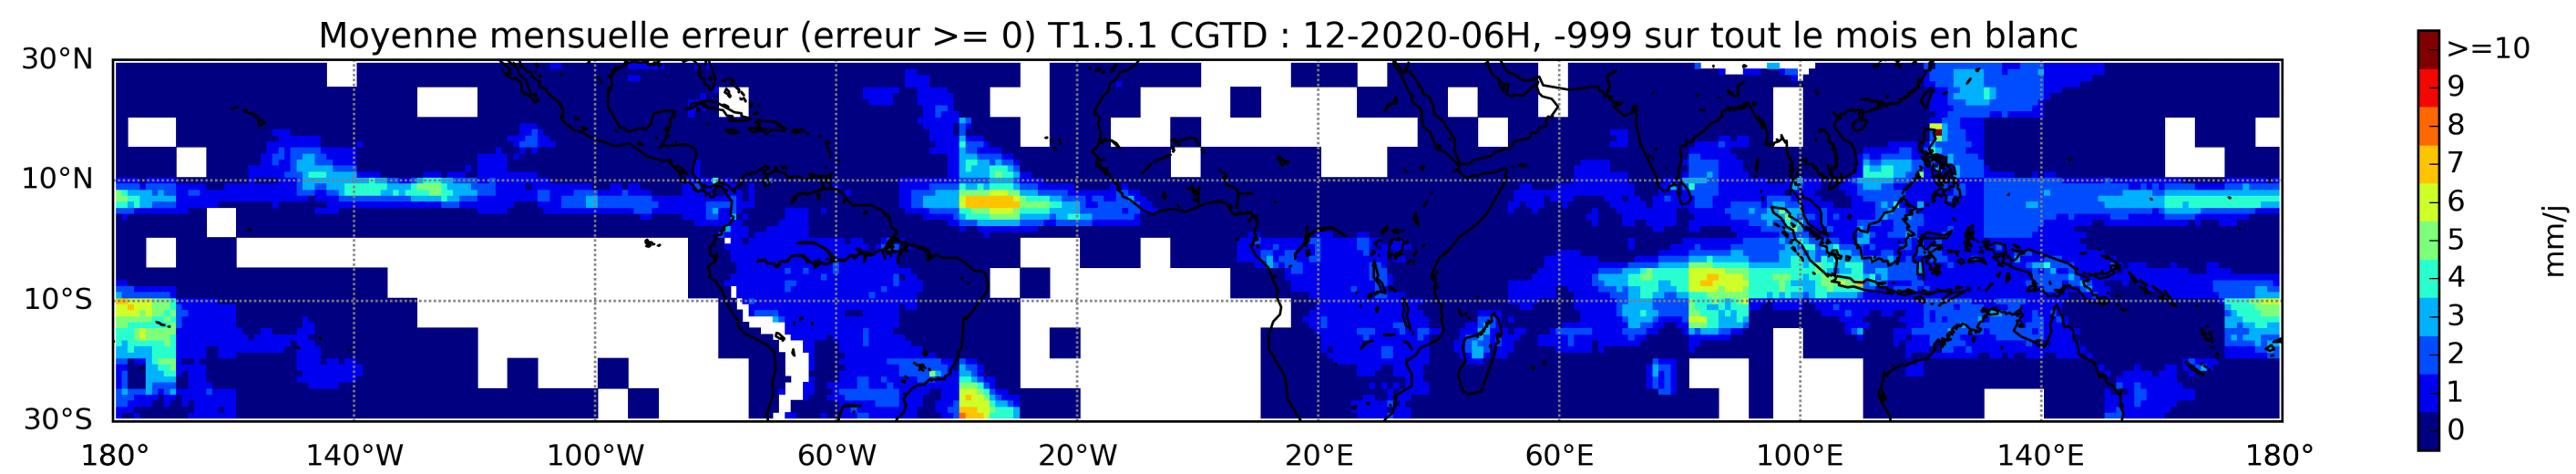 Moyenne mensuelle erreur (erreur >= 0) T1.5.1 CGTD : 12-2020-06H, -999 sur tout le mois en blanc
30°N
10°N
10°S
30°S
180° 140°W 100°W 60°W 20°W 20°E 60°E 100°E 140°E 180°
>=10
9
8
7
6
5
4
3
2
1
0
mm/j